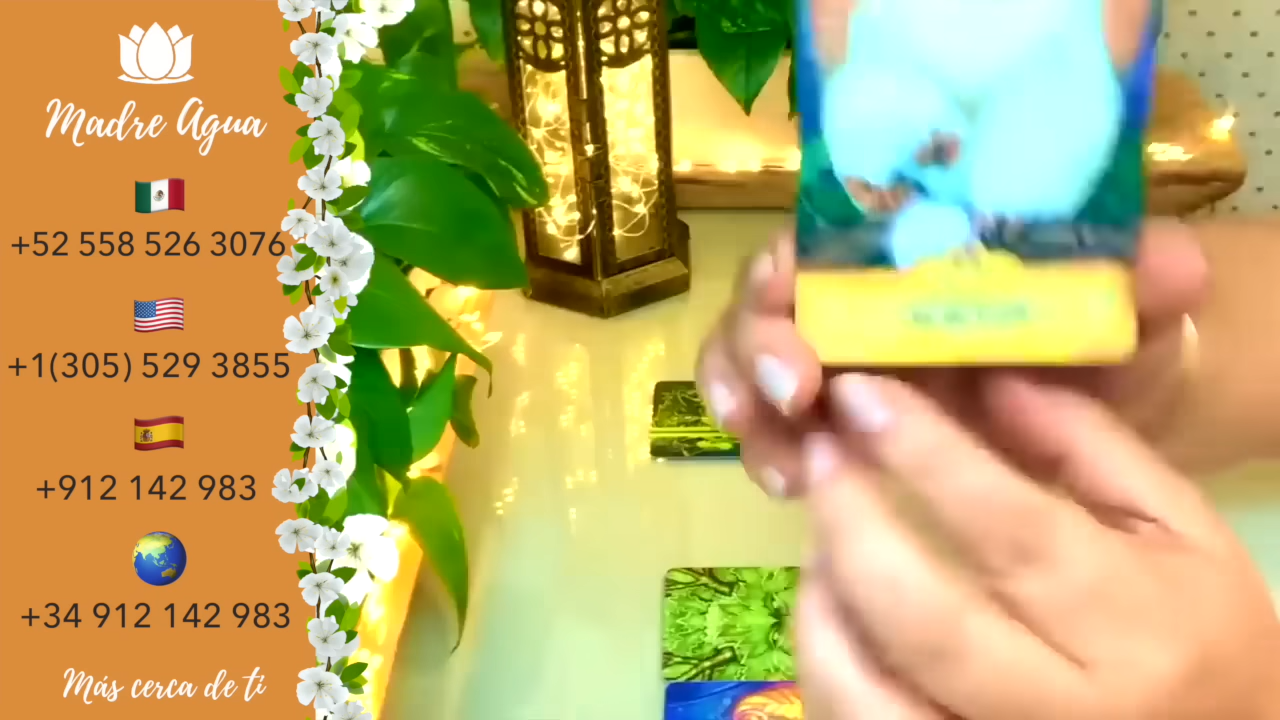 Madre Agua
+52 558 526 3076
+1(305) 529 3855
+912 142 983
+34 912 142 983
Más cerca de ti